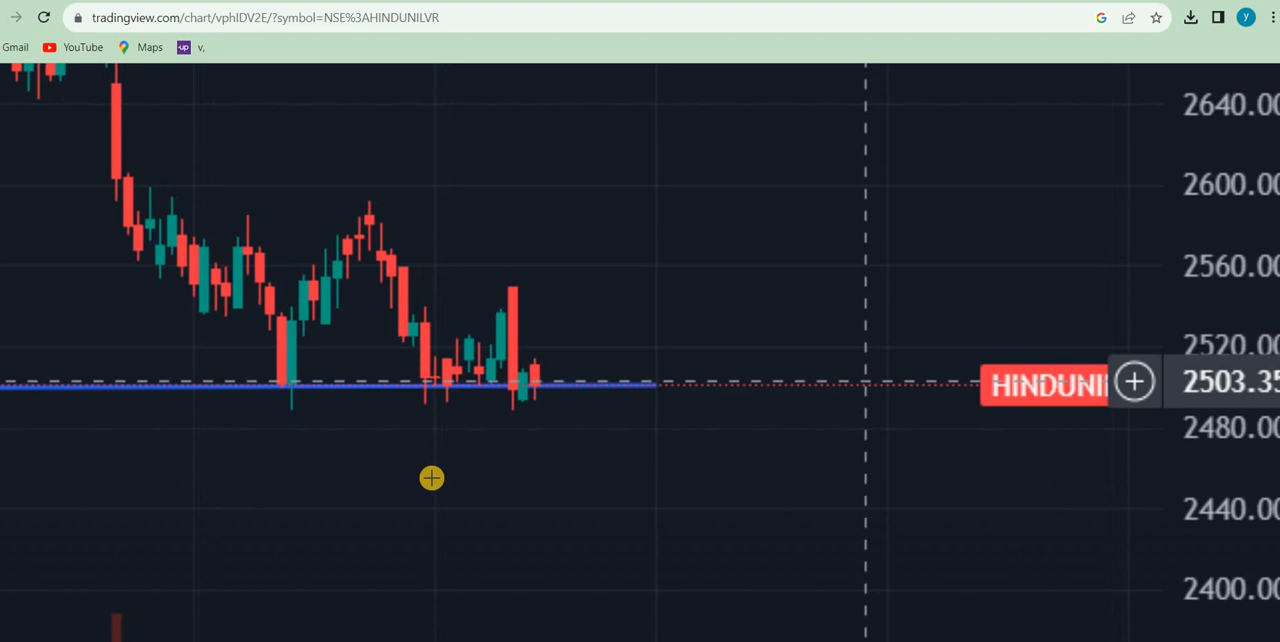 tradingview.com/chart/vphIDV2E/?symbol=NSE%3AHINDUNILVR
y
Gmail YouTube Maps up v,
2640.00
2600.00
2560.00
2520.00
HINDUNI 2503.35
2480.00
2440.00
2400.00